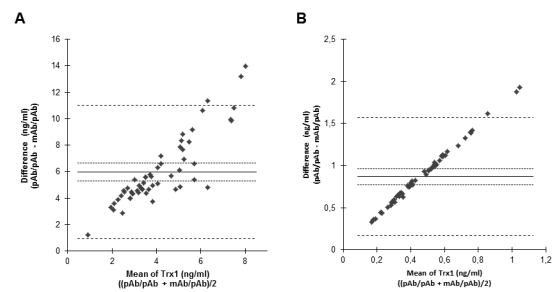 A
16
14
12
10
8
6
4
2
0
Difference (ng/ml)
(pAb/pAb - mAb/pAb)
0 2 4 6 8
Mean of Trx1 (ng/ml)
((pAb/pAb + mAb/pAb)/2
B
2,5
2
1,5
1
0,5
0
Difference (ng/ml)
(pAb/pAb - mAb/pAb)
0 0,2 0,4 0,6 0,8 1 1,2
Mean of Trx1 (ng/ml)
((pAb/pAb + mAb/pAb)/2)